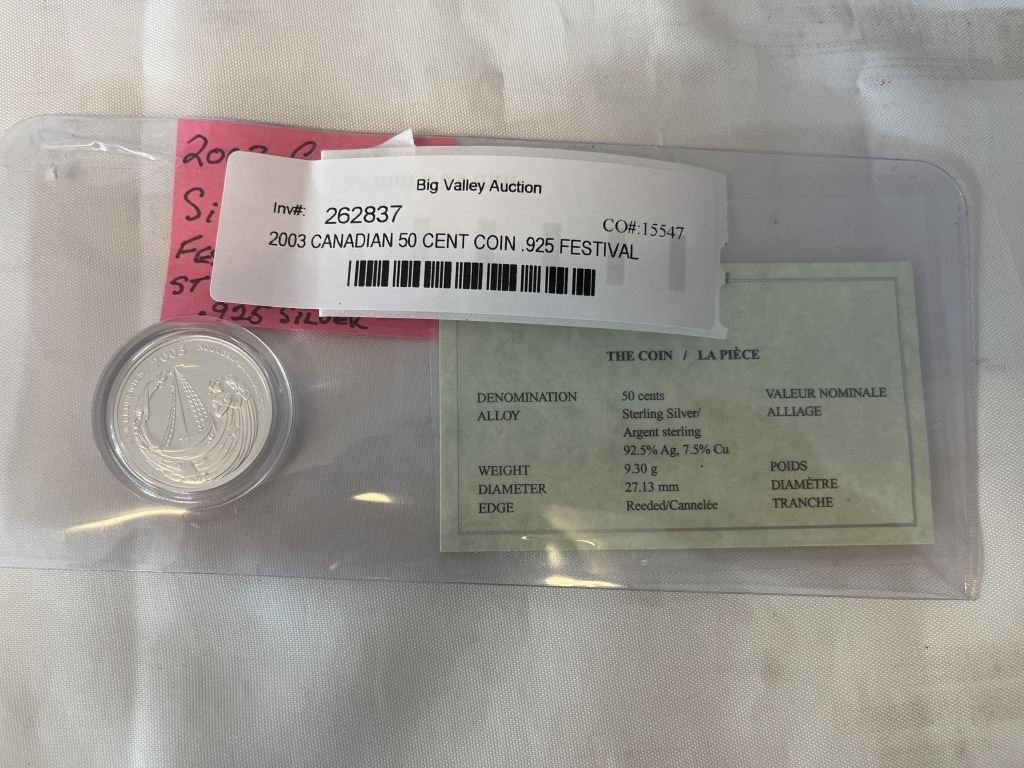 Big Valley Auction
Inv#: 262837 CO#:15547
2003 CANADIAN 50 CENT COIN .925 FESTIVAL
.925 SILVER
2003
THE COIN / LA PIÈCE
DENOMINATION 50 cents VALEUR NOMINALE
ALLOY Sterling Silver/ ALLIAGE
Argent sterling
92.5% Ag, 7.5% Cu
WEIGHT 9.30 g POIDS
DIAMETER 27.13 mm DIAMÈTRE
EDGE Reeded/Cannelée TRANCHE